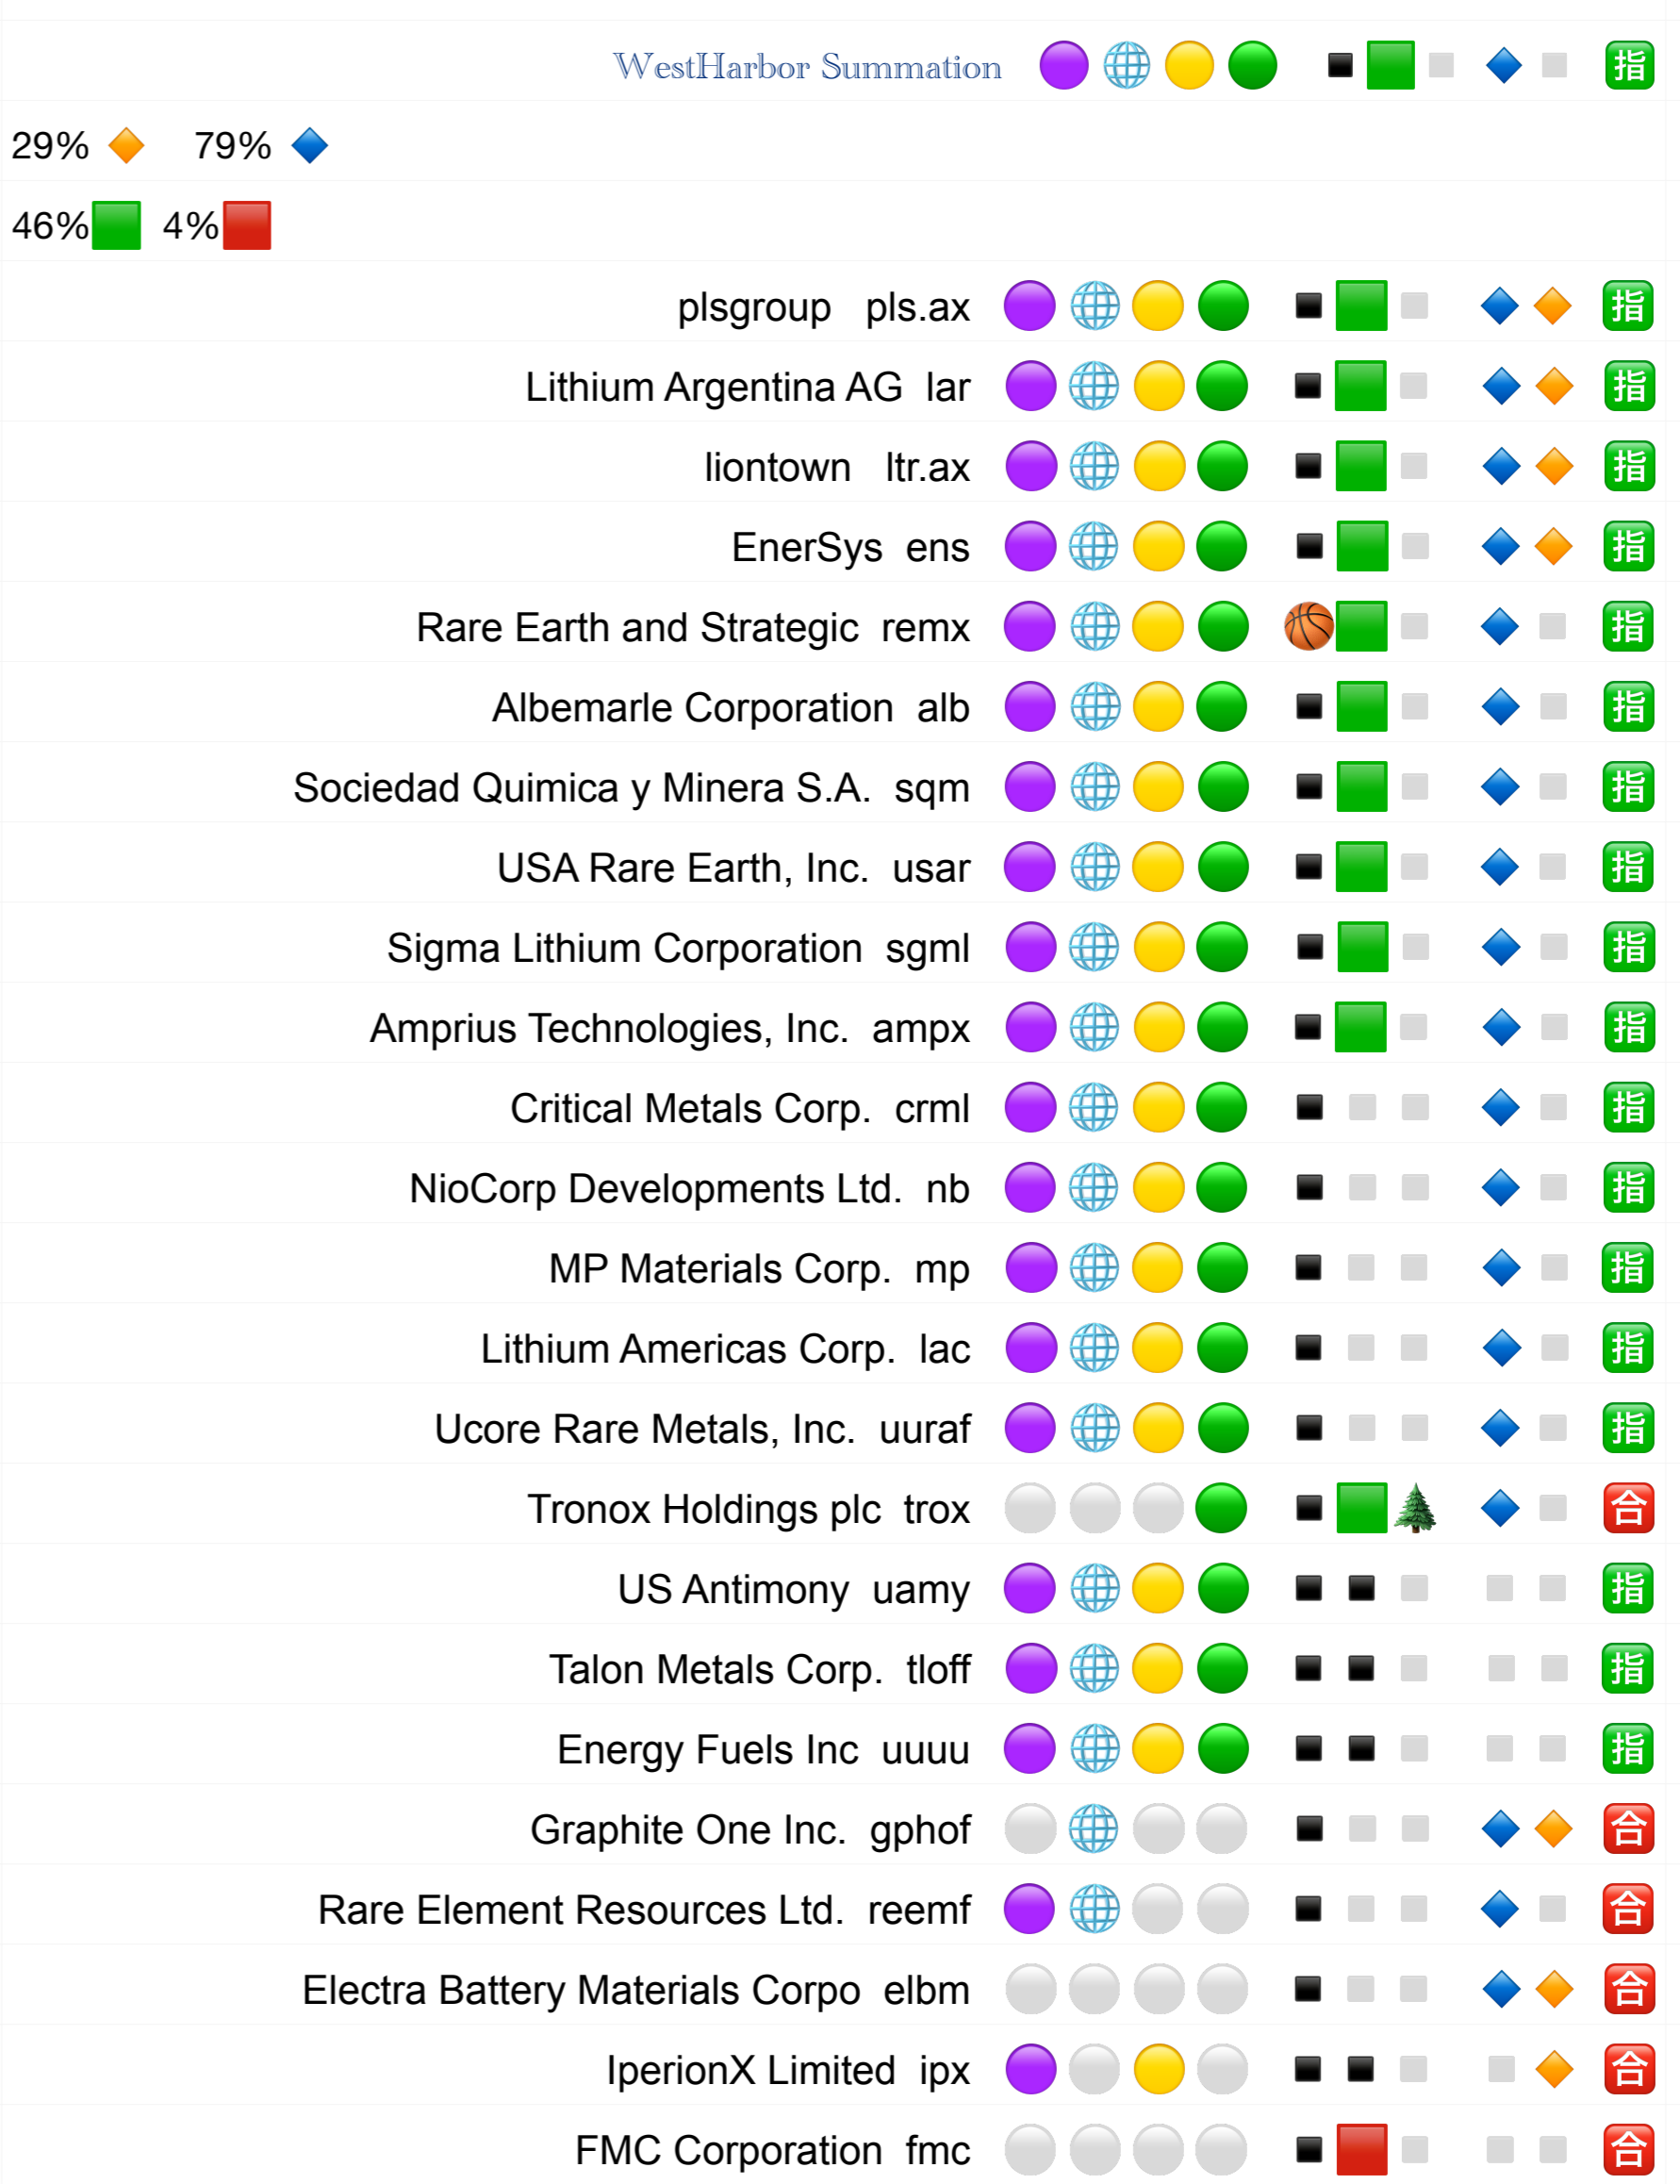 WestHarbor Summation 指
29% 79%
46% 4%
plsgroup pls.ax 指
Lithium Argentina AG lar 指
liontown ltr.ax 指
EnerSys ens 指
Rare Earth and Strategic remx 指
Albemarle Corporation alb 指
Sociedad Quimica y Minera S.A. sqm 指
USA Rare Earth, Inc. usar 指
Sigma Lithium Corporation sgml 指
Amprius Technologies, Inc. ampx 指
Critical Metals Corp. crml 指
NioCorp Developments Ltd. nb 指
MP Materials Corp. mp 指
Lithium Americas Corp. lac 指
Ucore Rare Metals, Inc. uuraf 指
Tronox Holdings plc trox 合
US Antimony uamy 指
Talon Metals Corp. tloff 指
Energy Fuels Inc uuuu 指
Graphite One Inc. gphof 合
Rare Element Resources Ltd. reemf 合
Electra Battery Materials Corpo elbm 合
IperionX Limited ipx 合
FMC Corporation fmc 合